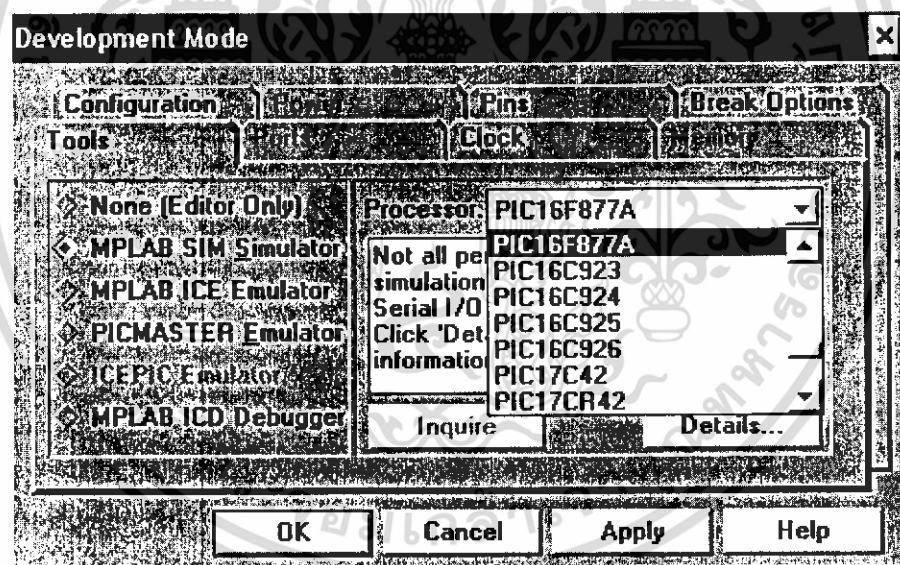 Development Mode
Configuration Pins Break Options
Tools Clock
None (Editor Only)
MPLAB SIM Simulator
MPLAB ICE Emulator
PICMASTER Emulator
ICEPIC Emulator
MPLAB ICD Debugger
Processor: PIC16F877A
Not all pe
simulation
Serial I/O
Click 'Det
informatio
PIC16F877A
PIC16C923
PIC16C924
PIC16C925
PIC16C926
PIC17C42
PIC17CR42
Inquire Details...
OK Cancel Apply Help